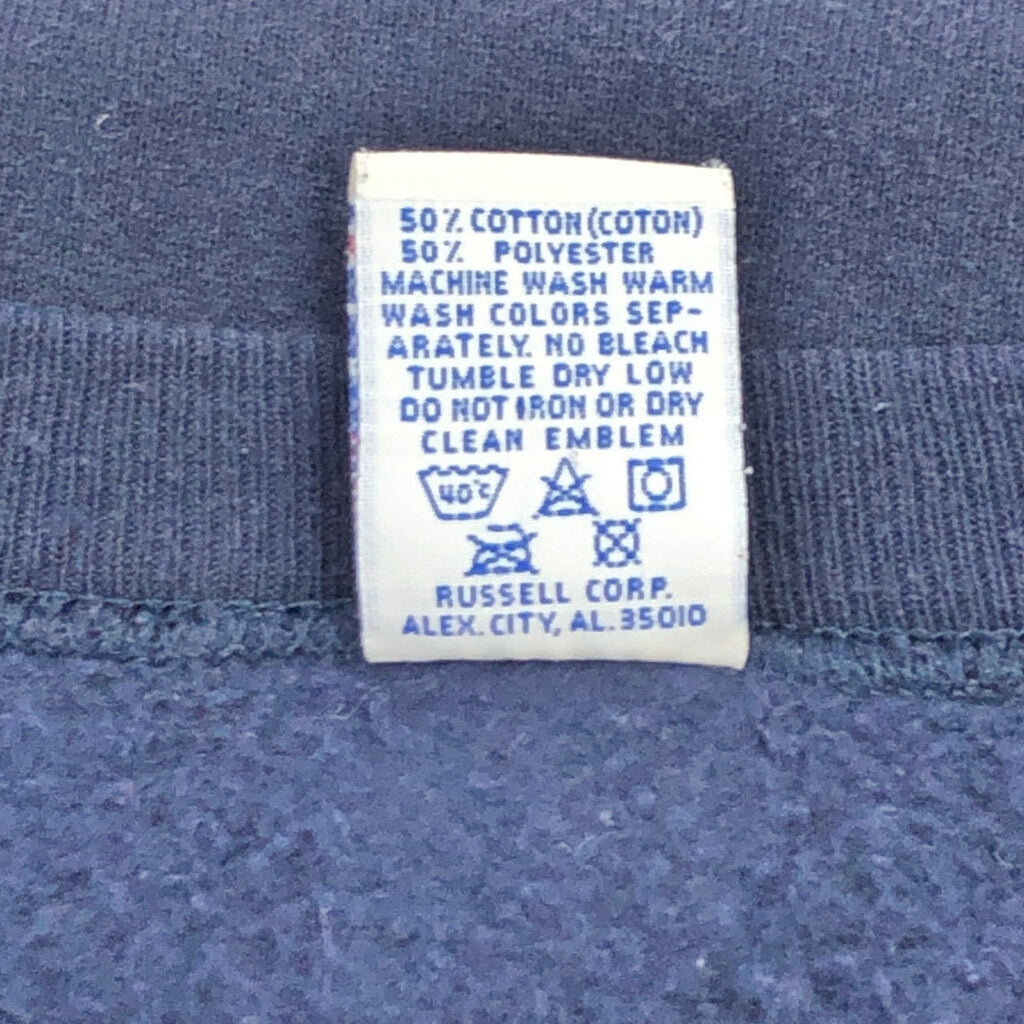 50% COTTON (COTON)
50% POLYESTER
MACHINE WASH WARM
WASH COLORS SEP-
ARATELY. NO BLEACH
TUMBLE DRY LOW
DO NOT IRON OR DRY
CLEAN EMBLEM
40°C
RUSSELL CORP.
ALEX. CITY, AL. 35010